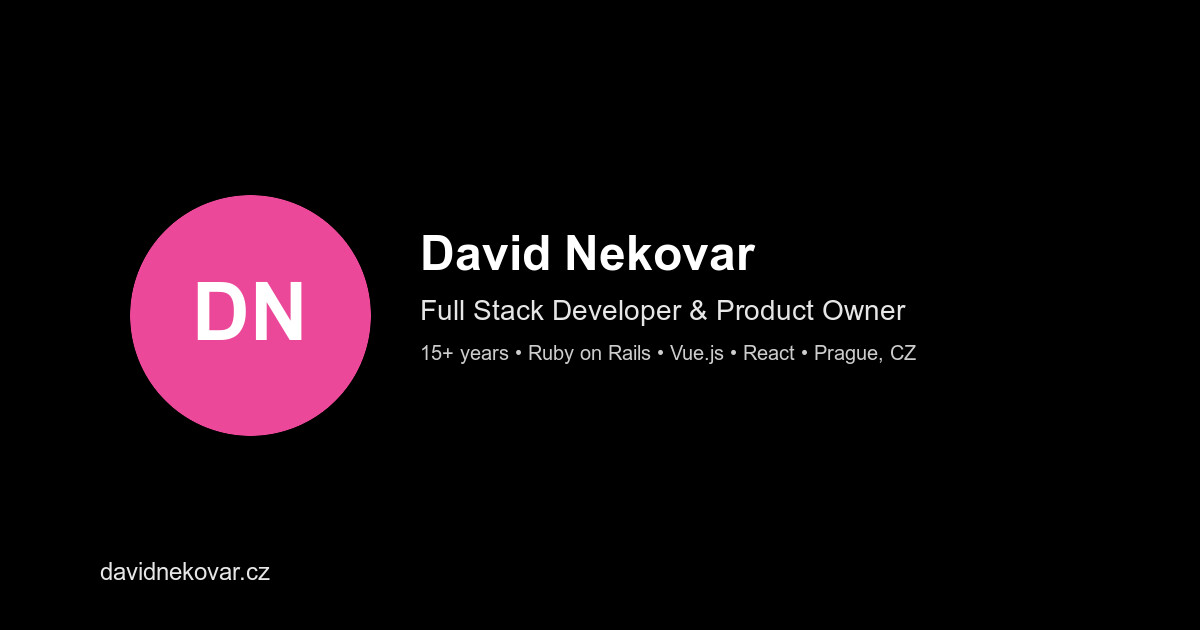 DN
David Nekovar
Full Stack Developer & Product Owner
15+ years • Ruby on Rails • Vue.js • React • Prague, CZ
davidnekovar.cz